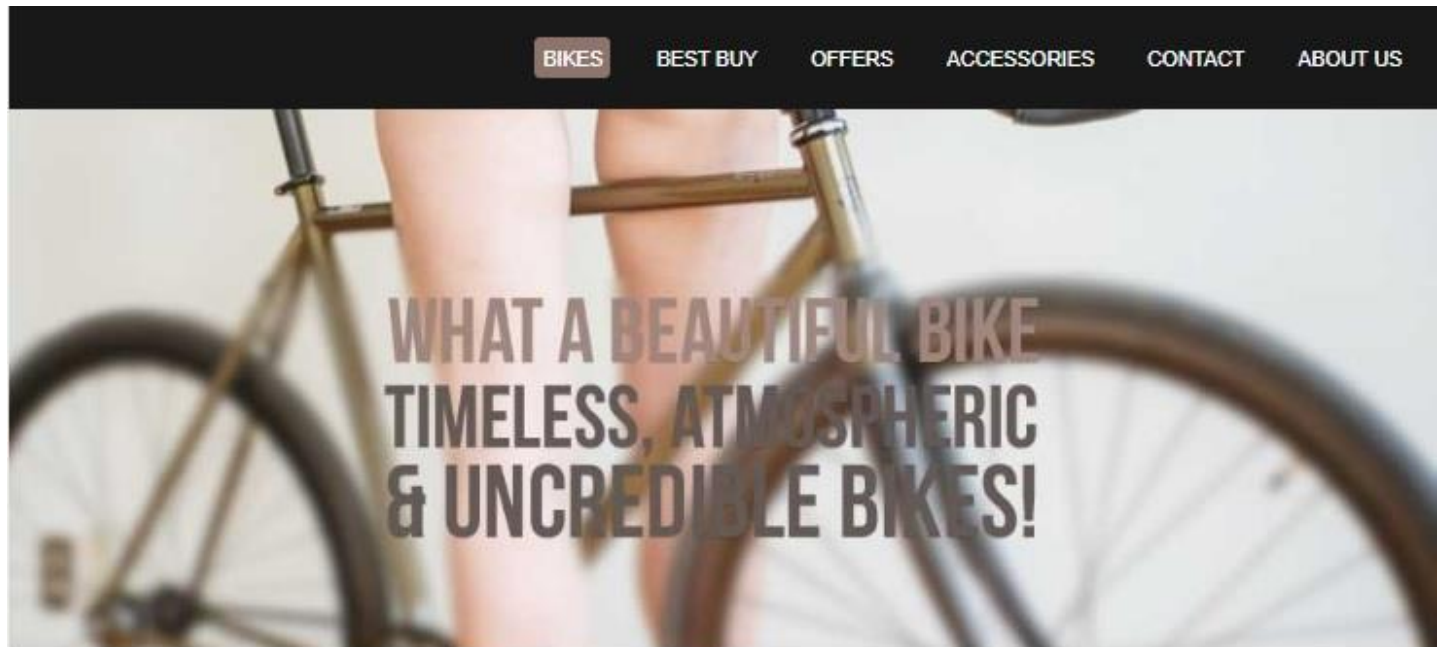 BIKES BEST BUY OFFERS ACCESSORIES CONTACT ABOUT US
WHAT A BEAUTIFUL BIKE
TIMELESS, ATMOSPHERIC
& UNCREDIBLE BIKES!